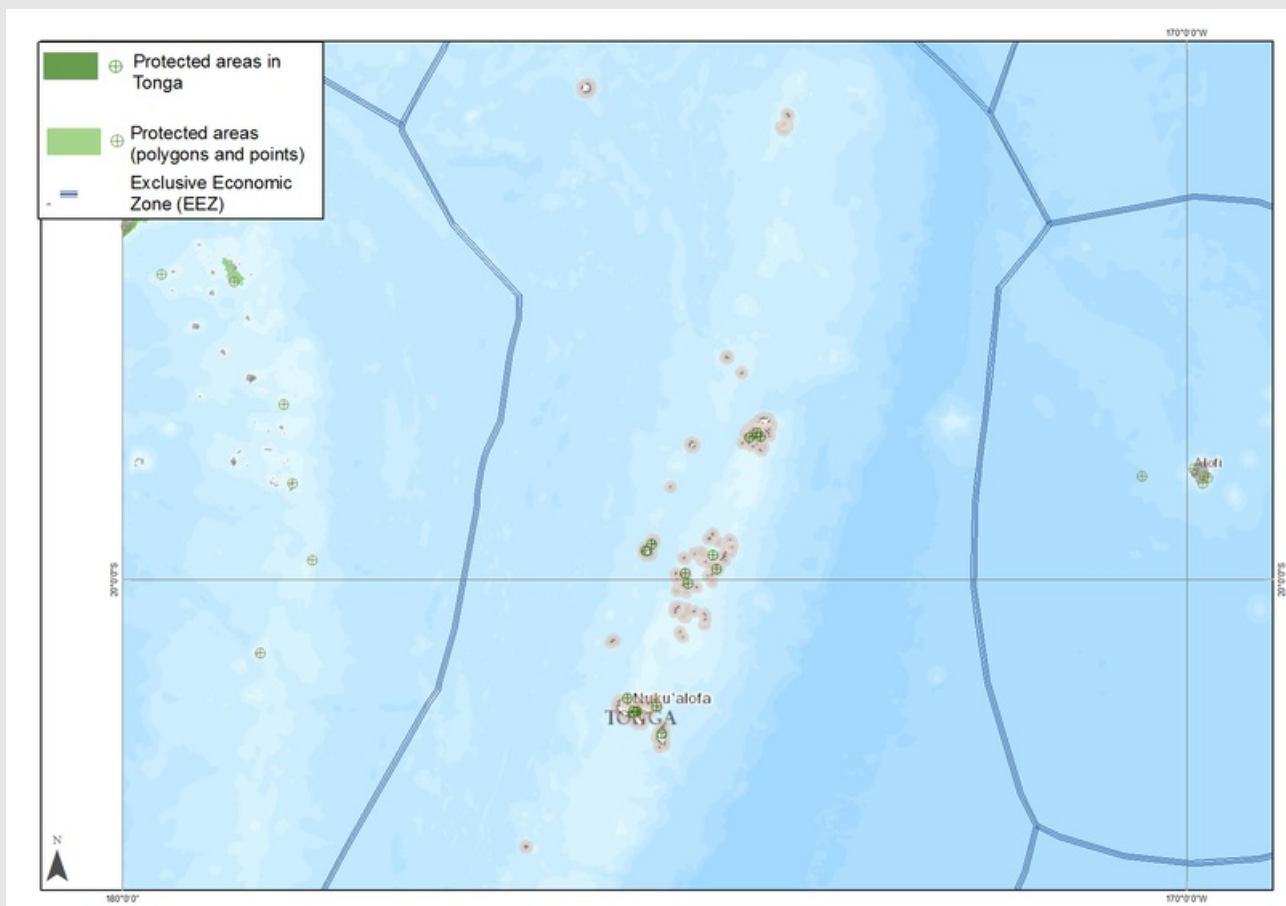 170°0'0"W
Protected areas in
Tonga
Protected areas
(polygons and points)
Exclusive Economic
Zone (EEZ)
Alofi
20°0'0"S
20°0'0"S
Nuku'alofa
TONGA
N
180°0'0"
170°0'0"W